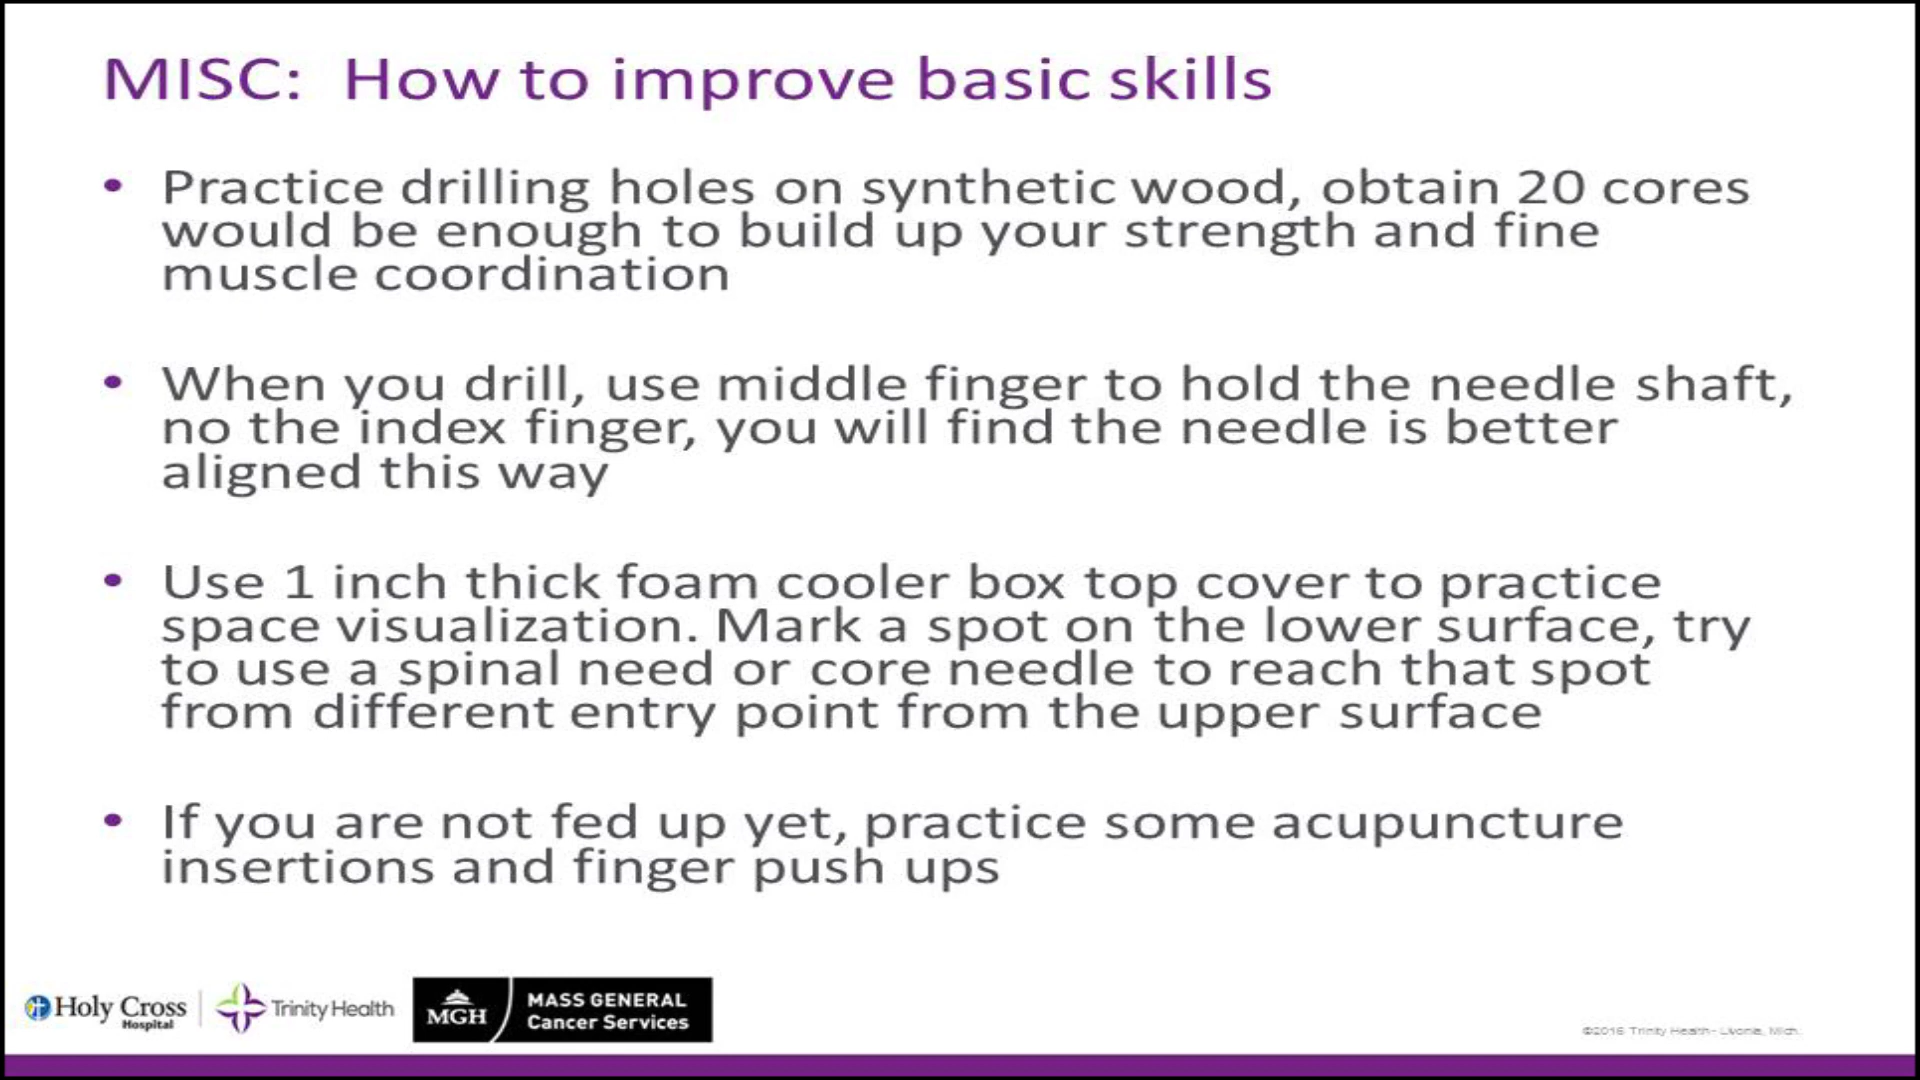 MISC: How to improve basic skills
• Practice drilling holes on synthetic wood, obtain 20 cores
would be enough to build up your strength and fine
muscle coordination
• When you drill, use middle finger to hold the needle shaft,
no the index finger, you will find the needle is better
aligned this way
• Use 1 inch thick foam cooler box top cover to practice
space visualization. Mark a spot on the lower surface, try
to use a spinal need or core needle to reach that spot
from different entry point from the upper surface
• If you are not fed up yet, practice some acupuncture
insertions and finger push ups
Holy Cross
Hospital
Trinity Health
MGH
MASS GENERAL
Cancer Services
©2016 Trinity Health - Livonia, Mich.